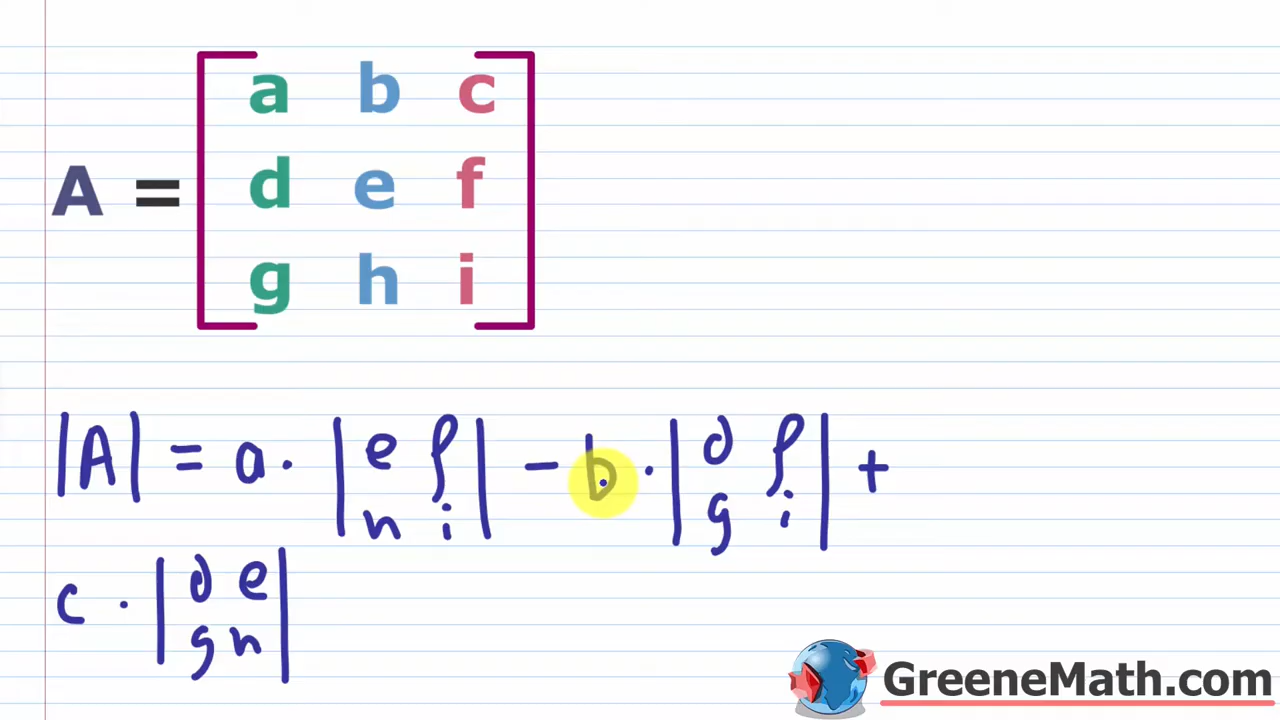 a b c
A = d e f
g h i
|A| = a · |e f| - b · |d f| +
h i g i
c · |d e|
g h
GreeneMath.com